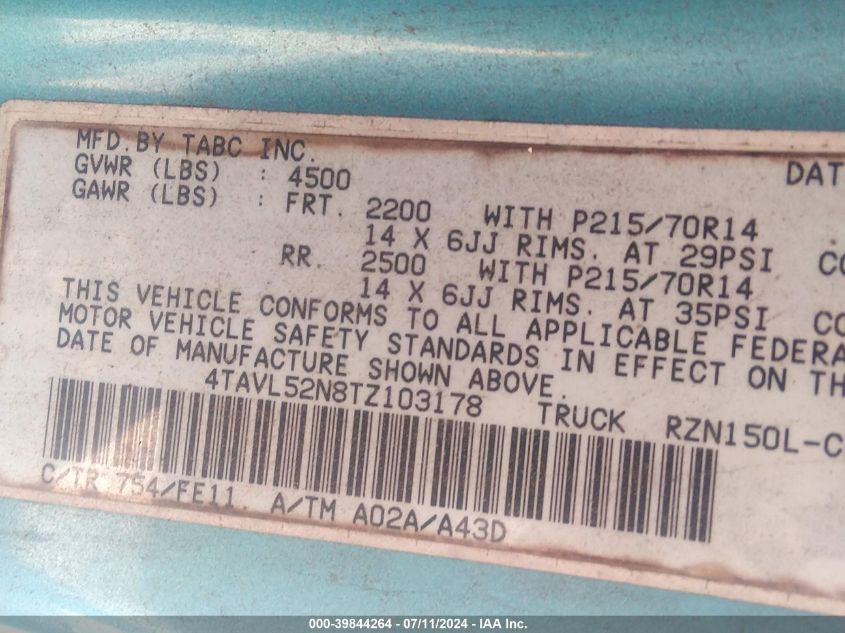 MFD.BY TABC INC. DAT
GVWR (LBS) : 4500
GAWR (LBS) : FRT. 2200 WITH P215/70R14
14 X 6JJ RIMS. AT 29PSI CO
RR. 2500 WITH P215/70R14
14 X 6JJ RIMS. AT 35PSI CO
THIS VEHICLE CONFORMS TO ALL APPLICABLE FEDERA
MOTOR VEHICLE SAFETY STANDARDS IN EFFECT ON TH
DATE OF MANUFACTURE SHOWN ABOVE.
4TAVL52N8TZ103178 TRUCK RZN150L-C
C/TR 754/FE11. A/TM A02A/A43D
000-39844264 - 07/11/2024 - IAA Inc.